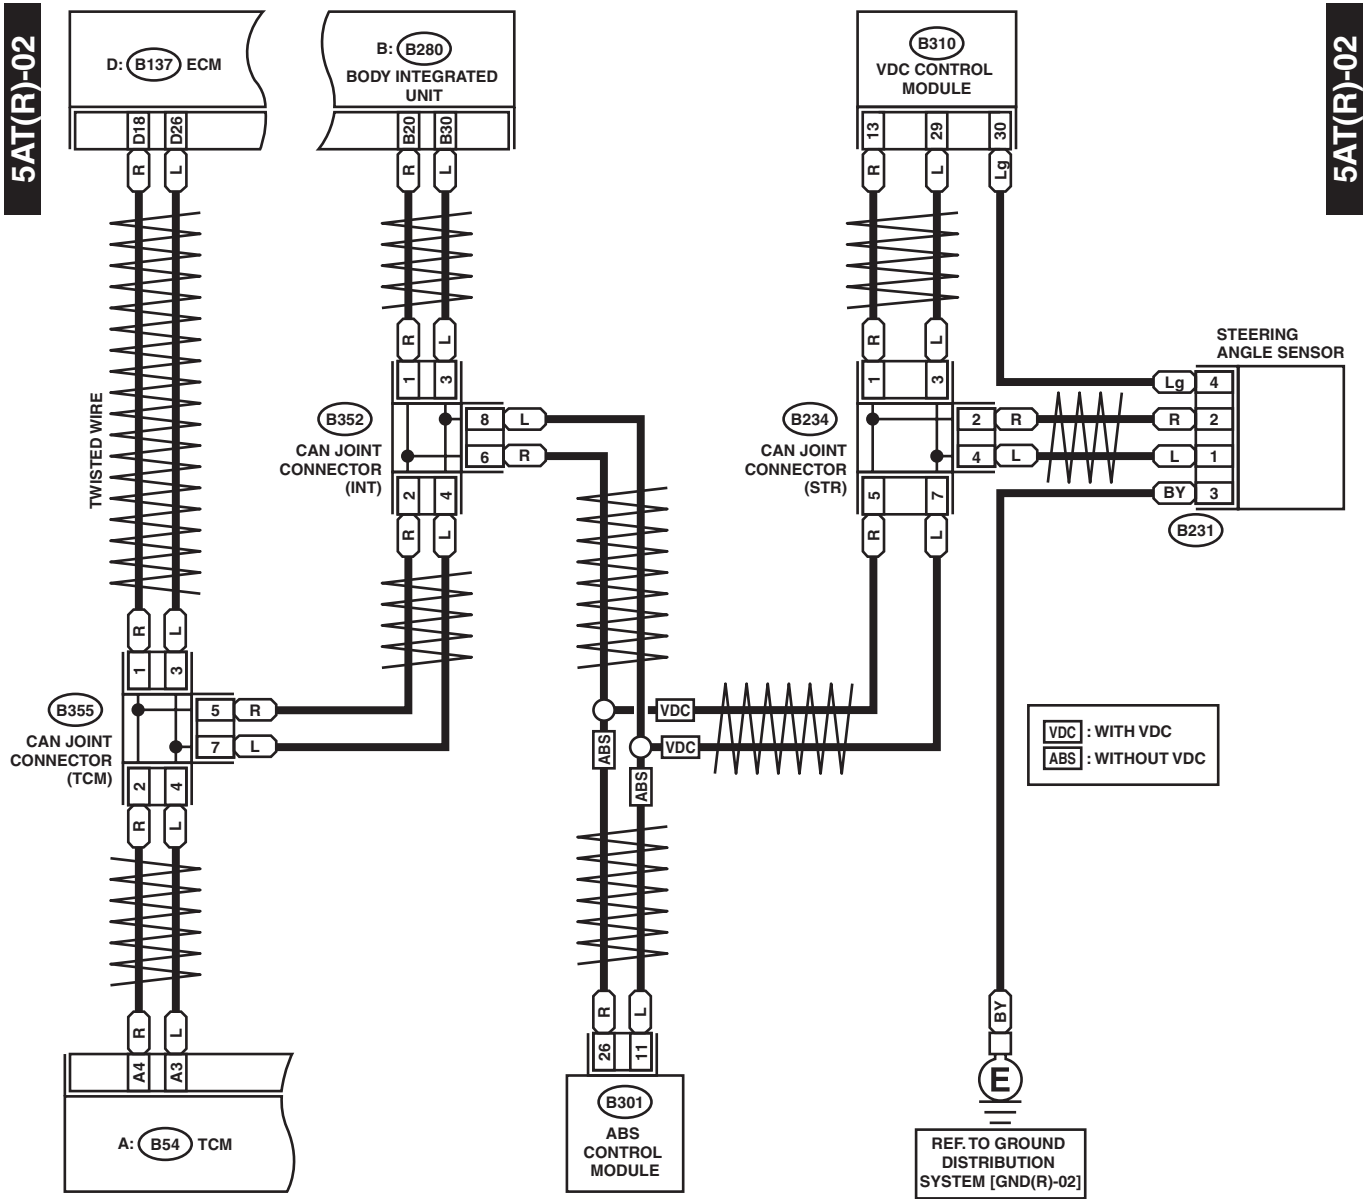 5AT(R)-02
5AT(R)-02
D: B137 ECM
D18
D26
R
L
B: B280
BODY INTEGRATED
UNIT
B20
B30
R
L
B310
VDC CONTROL
MODULE
13
29
30
R
L
Lg
TWISTED WIRE
R
L
1
3
B352
CAN JOINT
CONNECTOR
(INT)
8 L
6 R
2
4
R
L
R
L
1
3
B234
CAN JOINT
CONNECTOR
(STR)
2 R
4 L
5
7
R
L
STEERING
ANGLE SENSOR
Lg 4
R 2
L 1
BY 3
B231
R
L
1
3
B355
CAN JOINT
CONNECTOR
(TCM)
5 R
7 L
2
4
R
L
VDC
VDC
ABS
ABS
VDC : WITH VDC
ABS : WITHOUT VDC
R
L
A4
A3
A: B54 TCM
R
L
26
11
B301
ABS
CONTROL
MODULE
BY
E
REF. TO GROUND
DISTRIBUTION
SYSTEM [GND(R)-02]